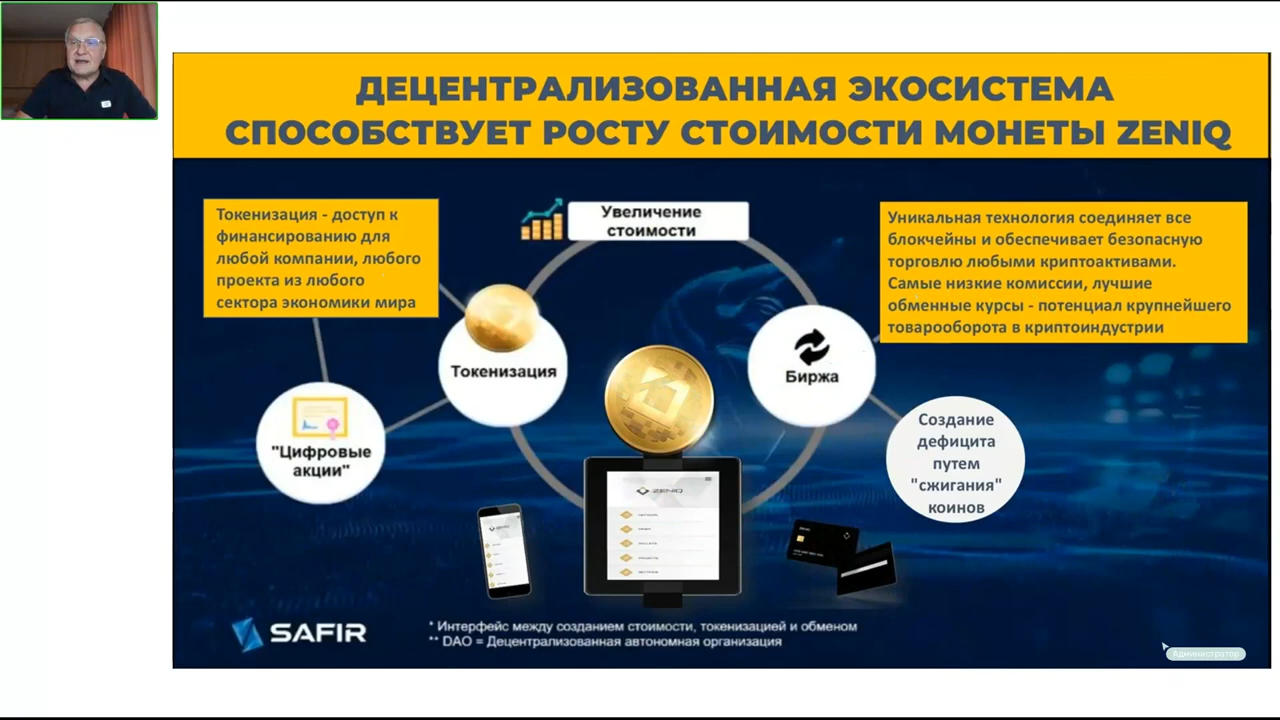 ДЕЦЕНТРАЛИЗОВАННАЯ ЭКОСИСТЕМА
СПОСОБСТВУЕТ РОСТУ СТОИМОСТИ МОНЕТЫ ZENIQ
Токенизация - доступ к
финансированию для
любой компании, любого
проекта из любого
сектора экономики мира
Увеличение
стоимости
Уникальная технология соединяет все
блокчейны и обеспечивает безопасную
торговлю любыми криптоактивами.
Самые низкие комиссии, лучшие
обменные курсы - потенциал крупнейшего
товарооборота в криптоиндустрии
Токенизация
Биржа
"Цифровые
акции"
Создание
дефицита
путем
"сжигания"
коинов
ZENIQ
SAFIR
* Интерфейс между созданием стоимости, токенизацией и обменом
** DAO = Децентрализованная автономная организация
Администратор